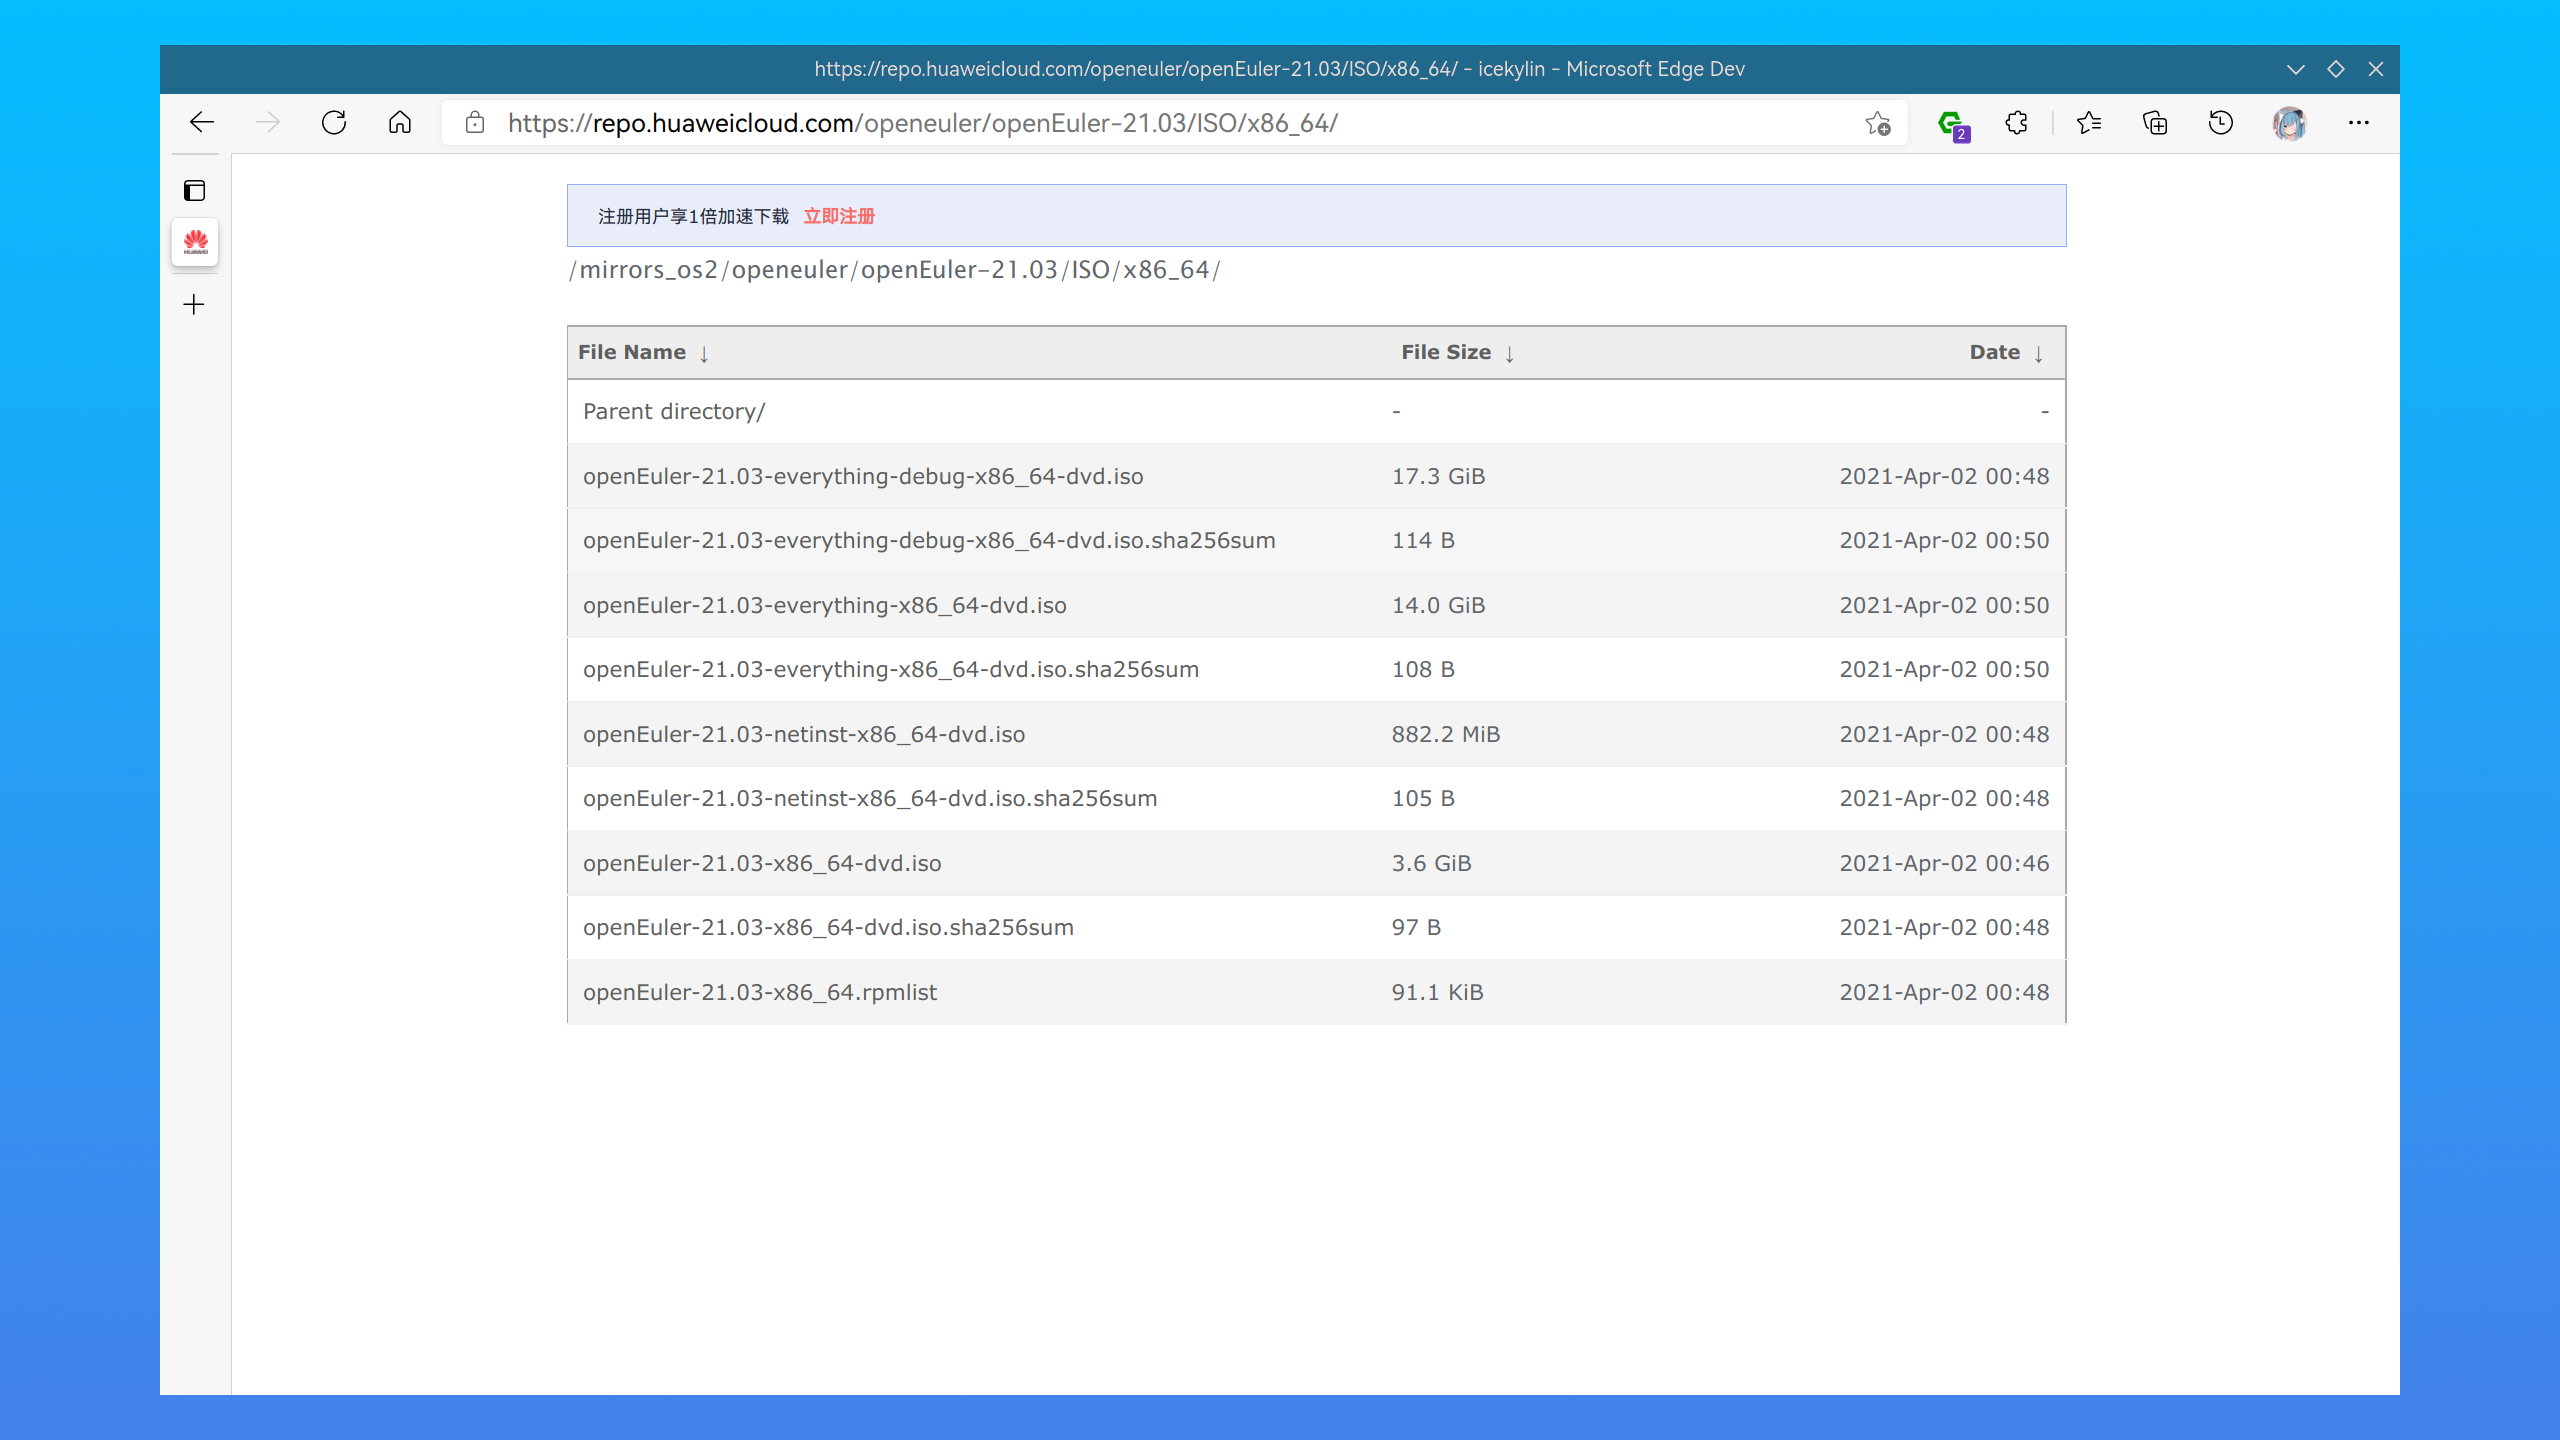 https://repo.huaweicloud.com/openeuler/openEuler-21.03/ISO/x86_64/ - icekylin - Microsoft Edge Dev
https://repo.huaweicloud.com/openeuler/openEuler-21.03/ISO/x86_64/
2
HUAWEI
注册用户享1倍加速下载 立即注册
/mirrors_os2/openeuler/openEuler-21.03/ISO/x86_64/
File Name ↓ File Size ↓ Date ↓
Parent directory/ - -
openEuler-21.03-everything-debug-x86_64-dvd.iso 17.3 GiB 2021-Apr-02 00:48
openEuler-21.03-everything-debug-x86_64-dvd.iso.sha256sum 114 B 2021-Apr-02 00:50
openEuler-21.03-everything-x86_64-dvd.iso 14.0 GiB 2021-Apr-02 00:50
openEuler-21.03-everything-x86_64-dvd.iso.sha256sum 108 B 2021-Apr-02 00:50
openEuler-21.03-netinst-x86_64-dvd.iso 882.2 MiB 2021-Apr-02 00:48
openEuler-21.03-netinst-x86_64-dvd.iso.sha256sum 105 B 2021-Apr-02 00:48
openEuler-21.03-x86_64-dvd.iso 3.6 GiB 2021-Apr-02 00:46
openEuler-21.03-x86_64-dvd.iso.sha256sum 97 B 2021-Apr-02 00:48
openEuler-21.03-x86_64.rpmlist 91.1 KiB 2021-Apr-02 00:48